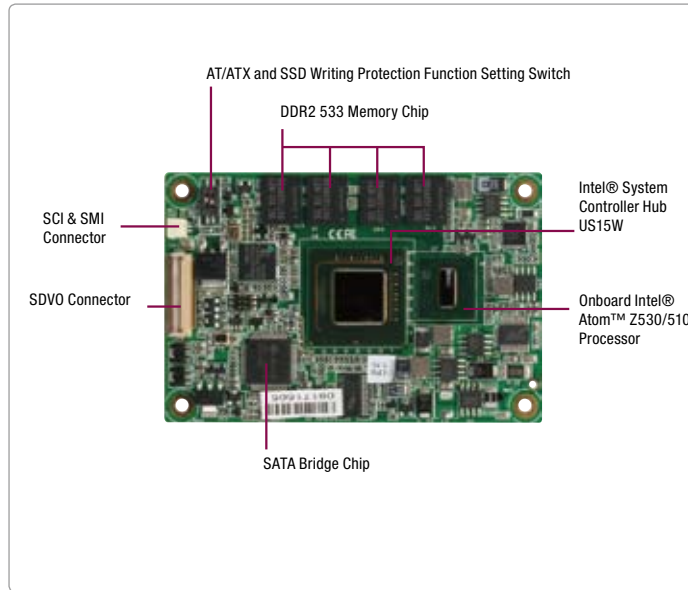 AT/ATX and SSD Writing Protection Function Setting Switch
DDR2 533 Memory Chip
Intel® System
Controller Hub
US15W
SCI & SMI
Connector
SDVO Connector
Onboard Intel®
Atom™ Z530/510
Processor
SATA Bridge Chip